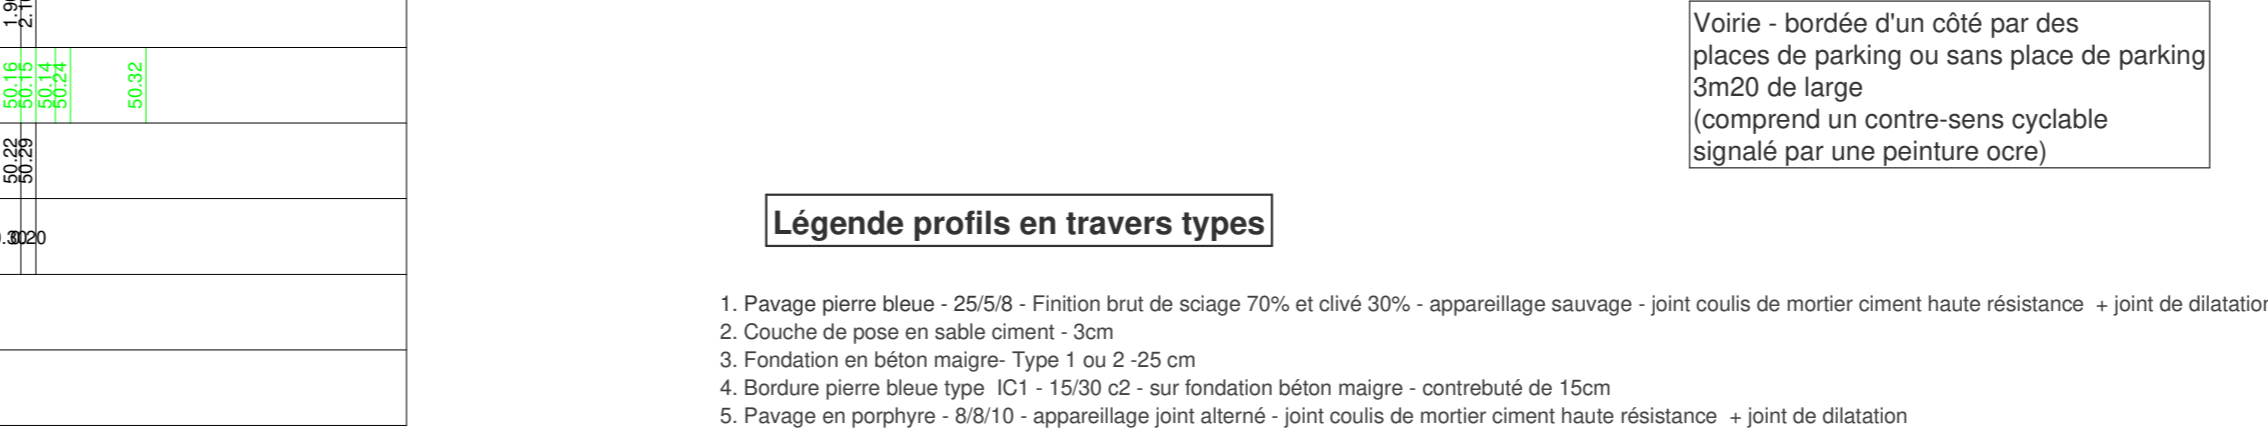 2.1
50.16
50.15
50.14
50.24
50.32
50.22
50.29
.30
0.20
Voirie - bordée d'un côté par des
places de parking ou sans place de parking
3m20 de large
(comprend un contre-sens cyclable
signalé par une peinture ocre)
Légende profils en travers types
1. Pavage pierre bleue - 25/5/8 - Finition brut de sciage 70% et clivé 30% - appareillage sauvage - joint coulis de mortier ciment haute résistance + joint de dilatation
2. Couche de pose en sable ciment - 3cm
3. Fondation en béton maigre- Type 1 ou 2 -25 cm
4. Bordure pierre bleue type IC1 - 15/30 c2 - sur fondation béton maigre - contrebuté de 15cm
5. Pavage en porphyre - 8/8/10 - appareillage joint alterné - joint coulis de mortier ciment haute résistance + joint de dilatation